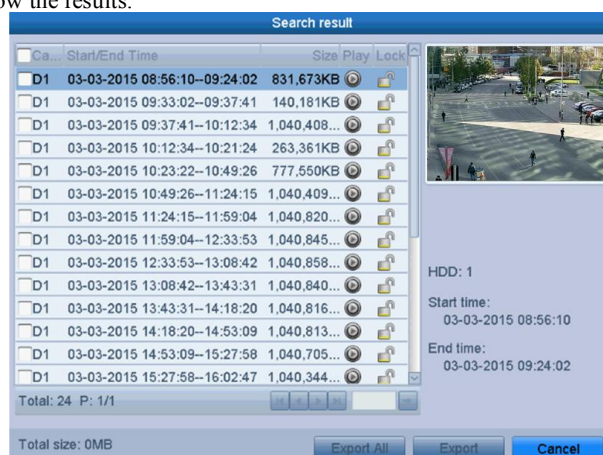 ow the results.
Search result
Ca... Start/End Time Size Play Lock
D1 03-03-2015 08:56:10--09:24:02 831,673KB
D1 03-03-2015 09:33:02--09:37:41 140,181KB
D1 03-03-2015 09:37:41--10:12:34 1,040,408...
D1 03-03-2015 10:12:34--10:21:24 263,361KB
D1 03-03-2015 10:23:22--10:49:26 777,550KB
D1 03-03-2015 10:49:26--11:24:15 1,040,409...
D1 03-03-2015 11:24:15--11:59:04 1,040,820...
D1 03-03-2015 11:59:04--12:33:53 1,040,845...
D1 03-03-2015 12:33:53--13:08:42 1,040,858...
D1 03-03-2015 13:08:42--13:43:31 1,040,840...
D1 03-03-2015 13:43:31--14:18:20 1,040,816...
D1 03-03-2015 14:18:20--14:53:09 1,040,813...
D1 03-03-2015 14:53:09--15:27:58 1,040,705...
D1 03-03-2015 15:27:58--16:02:47 1,040,344...
Total: 24 P: 1/1
HDD: 1
Start time:
03-03-2015 08:56:10
End time:
03-03-2015 09:24:02
Total size: 0MB
Export All
Export
Cancel